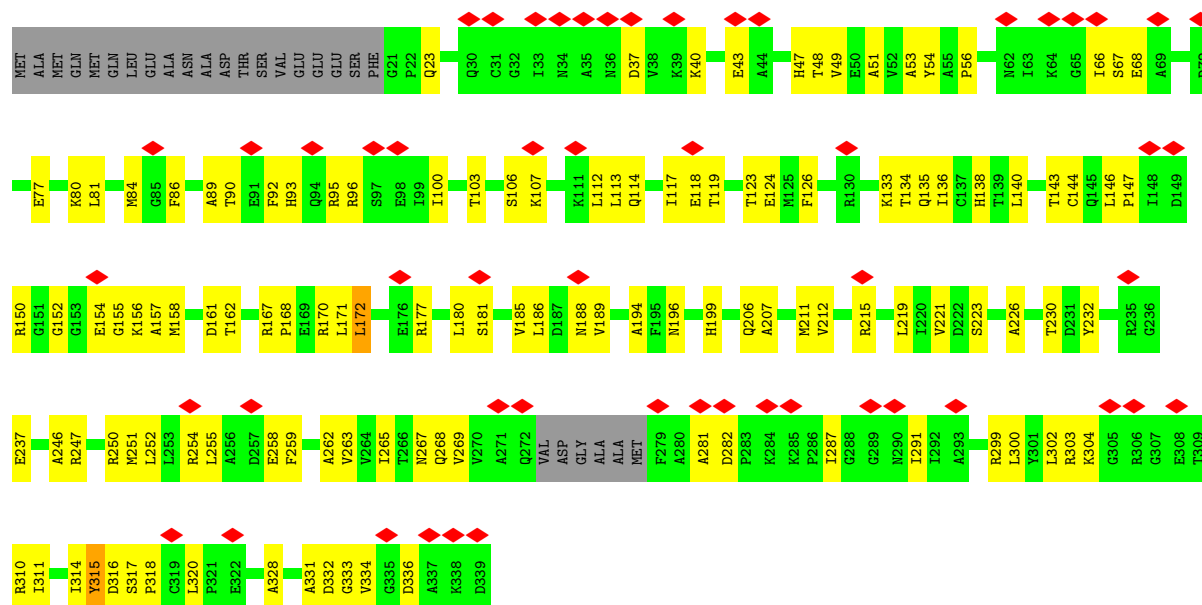 MET ALA MET GLN MET GLN LEU GLU ALA ASN ALA ASP THR SER VAL GLU GLU GLU SER PHE G21 P22 Q23 Q30 C31 G32 I33 N34 A35 N36 D37 V38 K39 K40 E43 A44 H47 T48 V49 E50 A51 V52 A53 Y54 A55 P56 N62 I63 K64 G65 I66 S67 E68 A69
E77 K80 L81 M84 G85 F86 A89 T90 E91 F92 H93 Q94 R95 R96 S97 E98 I99 I100 T103 S106 K107 K111 L112 L113 Q114 I117 E118 T119 T123 E124 M125 F126 R130 K133 T134 Q135 I136 C137 H138 T139 L140 T143 C144 Q145 L146 P147 I148 D149
R150 G151 G152 G153 E154 G155 K156 A157 M158 D161 T162 R167 P168 E169 R170 L171 L172 E176 R177 L180 S181 V185 L186 D187 N188 V189 A194 F195 N196 H199 Q206 A207 M211 V212 R215 L219 I220 V221 D222 S223 A226 T230 D231 Y232 R235 G236
E237 A246 R247 R250 M251 L252 L253 R254 L255 A256 D257 E258 F259 A262 V263 V264 I265 T266 N267 Q268 V269 V270 A271 Q272 VAL ASP GLY ALA ALA MET F279 A280 A281 D282 P283 K284 K285 P286 I287 G288 G289 N290 I291 I292 A293 R299 L300 Y301 L302 R303 K304 G305 R306 G307 E308 T309
R310 I311 I314 Y315 D316 S317 P318 C319 L320 P321 E322 A328 A331 D332 G333 V334 G335 D336 A337 K338 D339